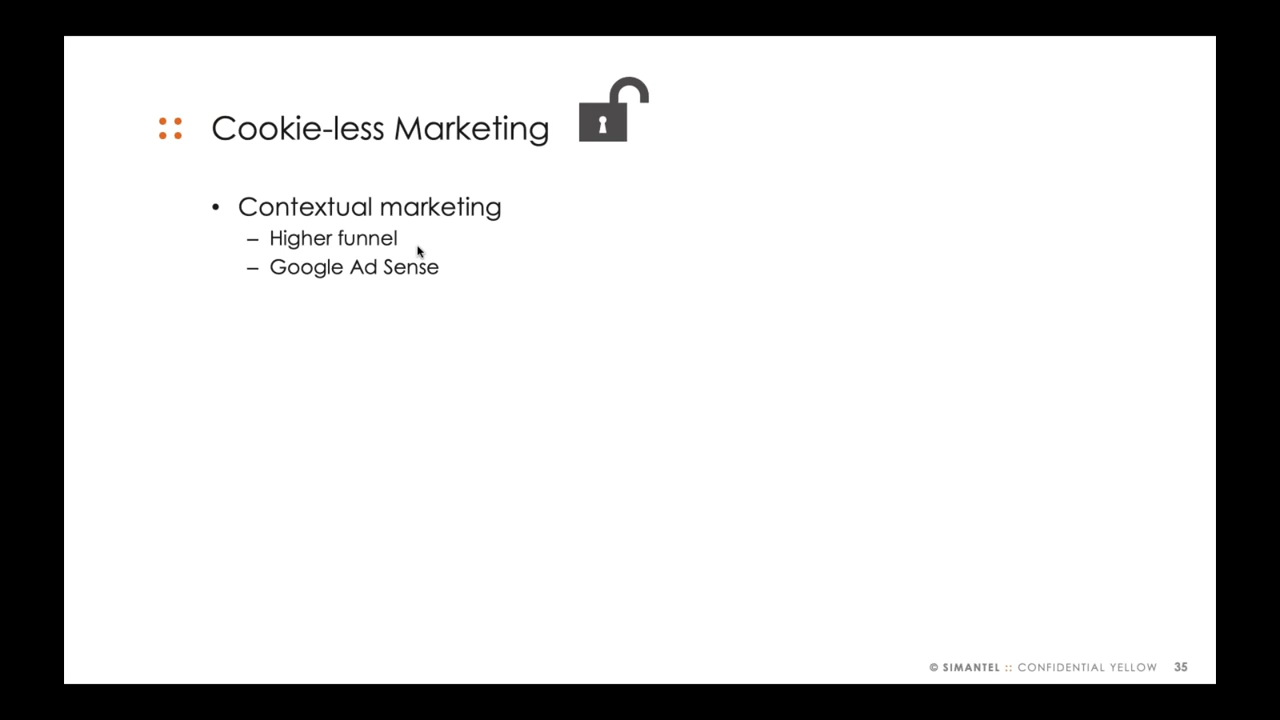 Cookie-less Marketing
• Contextual marketing
– Higher funnel
– Google Ad Sense
© SIMANTEL :: CONFIDENTIAL YELLOW 35